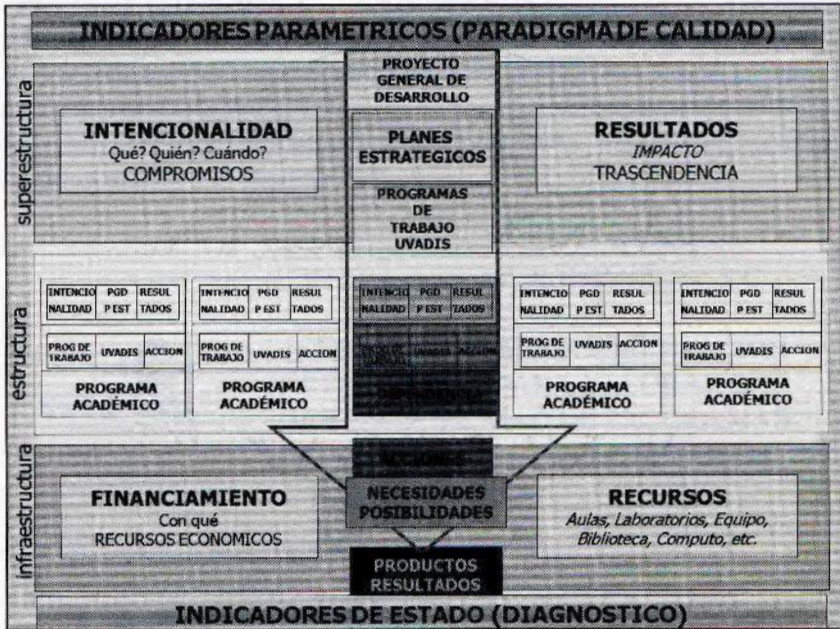 INDICADORES PARAMETRICOS (PARADIGMA DE CALIDAD)
superestructura
INTENCIONALIDAD
Qué? Quién? Cuándo?
COMPROMISOS
PROYECTO
GENERAL DE
DESARROLLO
PLANES
ESTRATEGICOS
PROGRAMAS
DE
TRABAJO
UVADIS
RESULTADOS
IMPACTO
TRASCENDENCIA
estructura
INTENCIO PGD RESUL
NALIDAD P EST TADOS
PROG DE
TRABAJO UVADIS ACCION
PROGRAMA
ACADÉMICO
INTENCIO PGD RESUL
NALIDAD P EST TADOS
PROG DE
TRABAJO UVADIS ACCION
PROGRAMA
ACADÉMICO
INTENCIO PGD RESUL
NALIDAD P EST TADOS
UVADIS ACCION
DEPENDENCIA
INTENCIO PGD RESUL
NALIDAD P EST TADOS
PROG DE
TRABAJO UVADIS ACCION
PROGRAMA
ACADÉMICO
INTENCIO PGD RESUL
NALIDAD P EST TADOS
PROG DE
TRABAJO UVADIS ACCION
PROGRAMA
ACADÉMICO
infraestructura
FINANCIAMIENTO
Con qué
RECURSOS ECONOMICOS
ACCIONES
NECESIDADES
POSIBILIDADES
PRODUCTOS
RESULTADOS
RECURSOS
Aulas, Laboratorios, Equipo,
Biblioteca, Computo, etc.
INDICADORES DE ESTADO (DIAGNOSTICO)